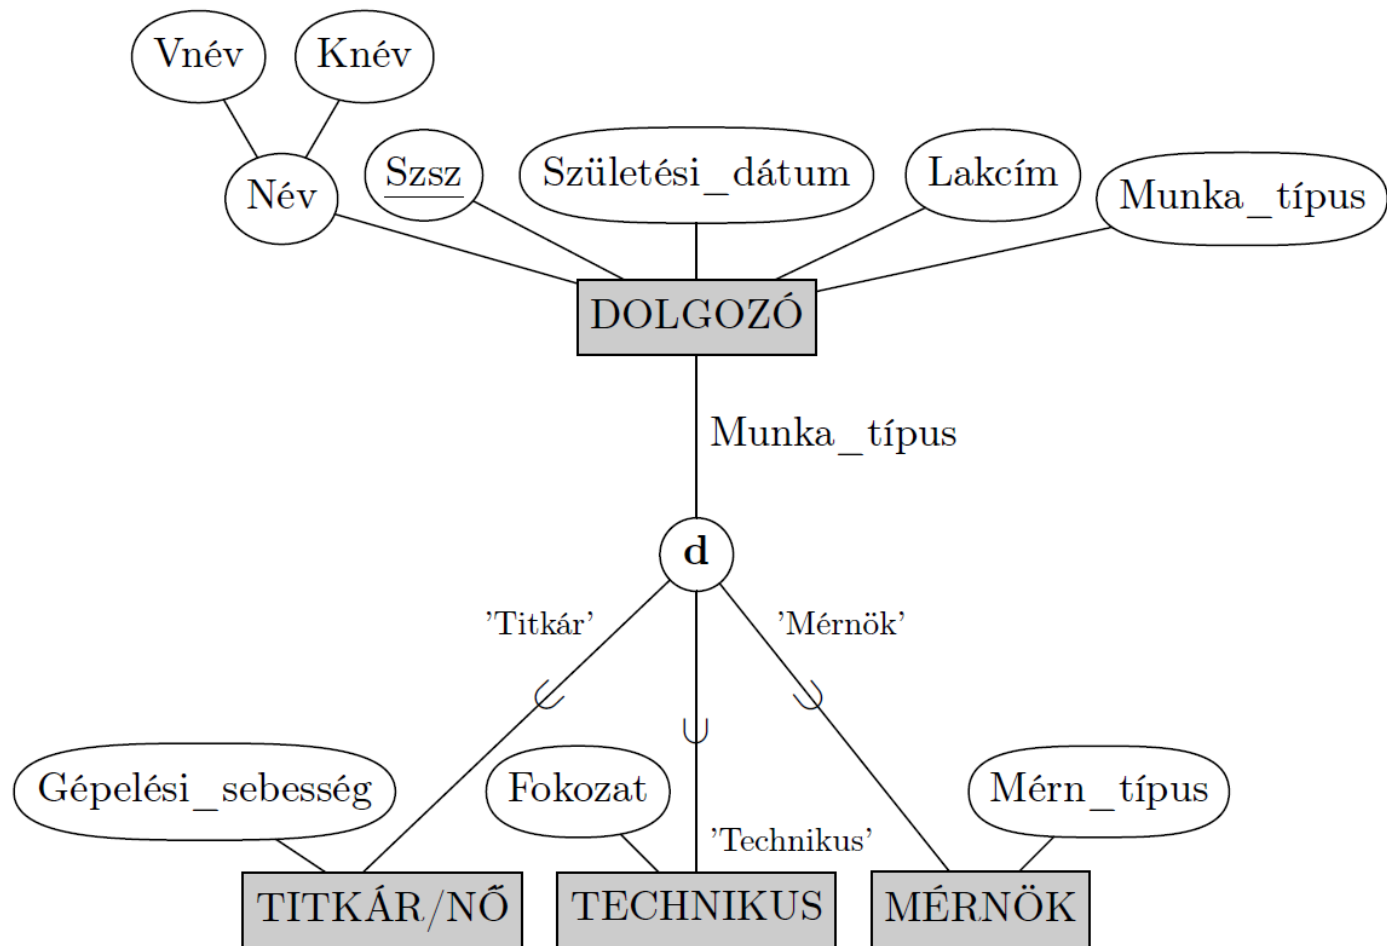 Vnév
Knév
Név
Szsz
Születési_dátum
Lakcím
Munka_típus
DOLGOZÓ
Munka_típus
d
’Titkár’
’Mérnök’
∪
∪
∪
Gépelési_sebesség
Fokozat
Mérn_típus
’Technikus’
TITKÁR/NŐ
TECHNIKUS
MÉRNÖK